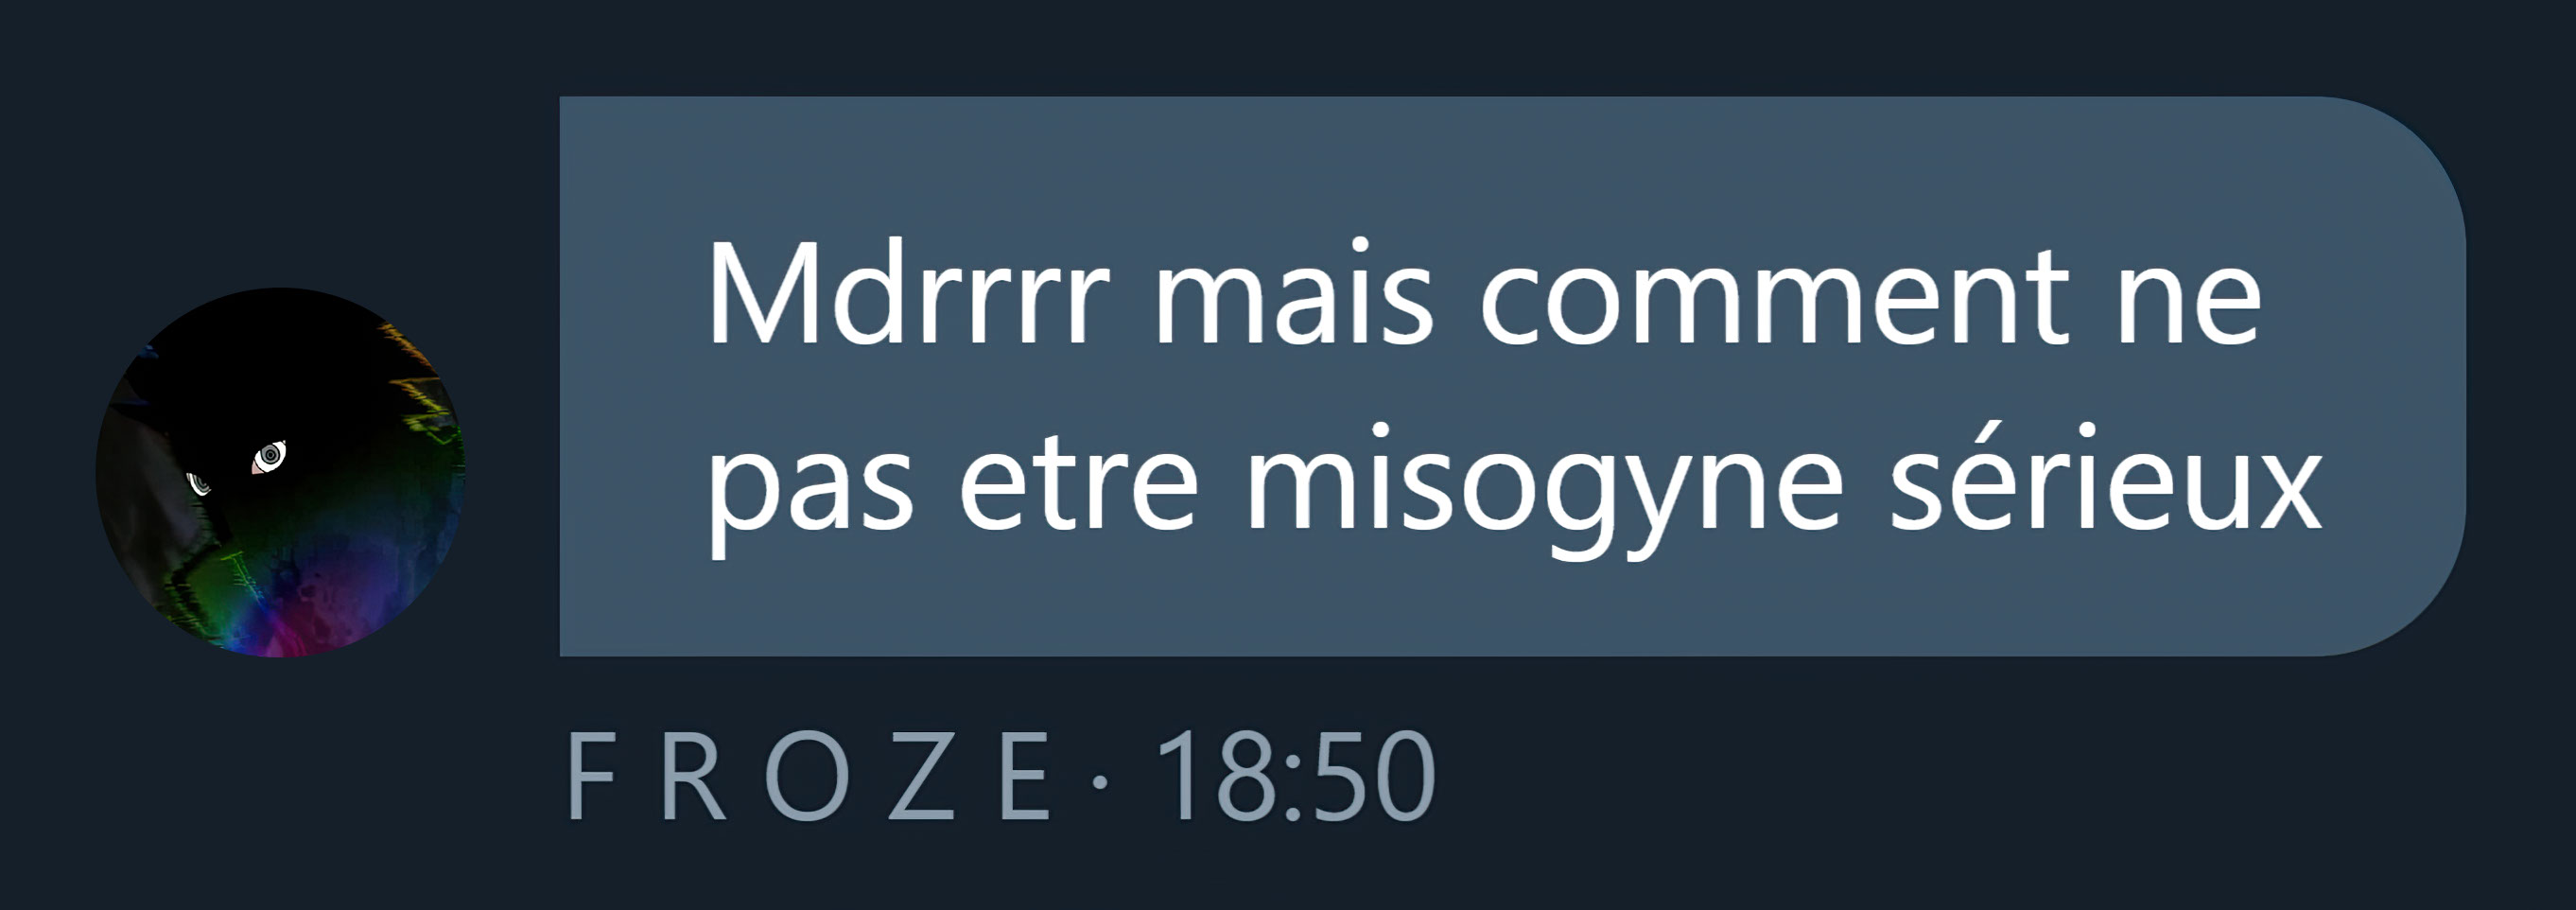 Mdrrrr mais comment ne
pas etre misogyne sérieux
F R O Z E · 18:50